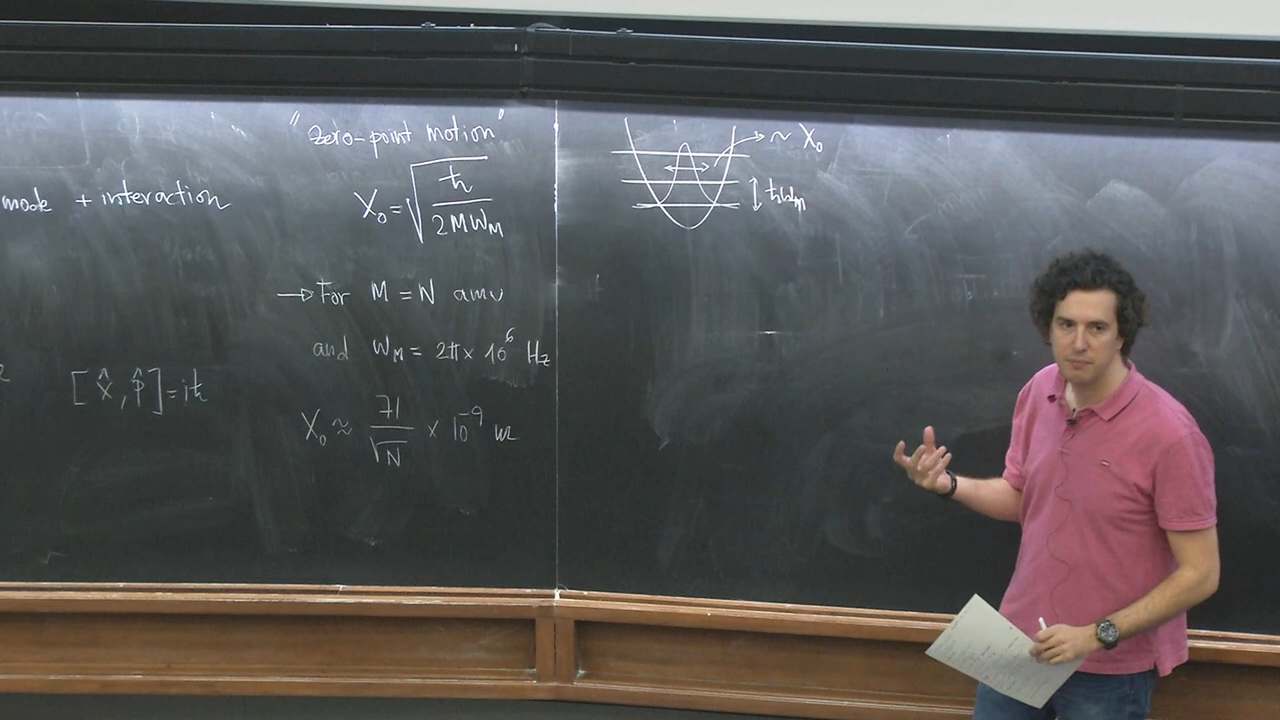 mode + interaction
[x̂, p̂] = iħ
"Zero-point motion"
X₀ = √(ħ / 2MW_M)
→ For M = N amu
and W_M = 2π × 10⁶ Hz
X₀ ≈ 71/√N × 10⁻⁹ m
~ X₀
ħω_m